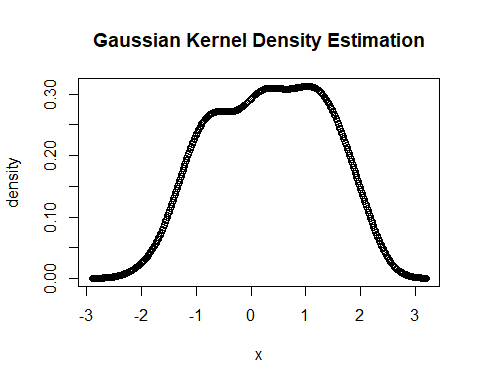 Gaussian Kernel Density Estimation
density
0.00 0.10 0.20 0.30
-3 -2 -1 0 1 2 3
x